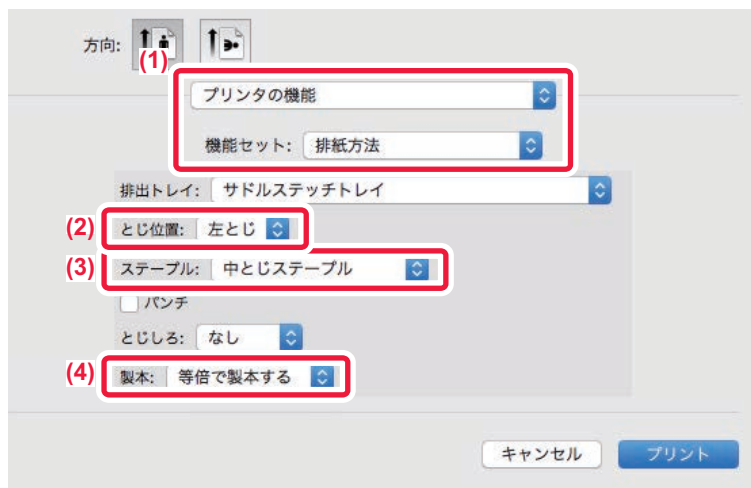 方向:
(1)
プリンタの機能
機能セット: 排紙方法
排出トレイ: サドルステッチトレイ
(2) とじ位置: 左とじ
(3) ステープル: 中とじステープル
パンチ
とじしろ: なし
(4) 製本: 等倍で製本する
キャンセル プリント